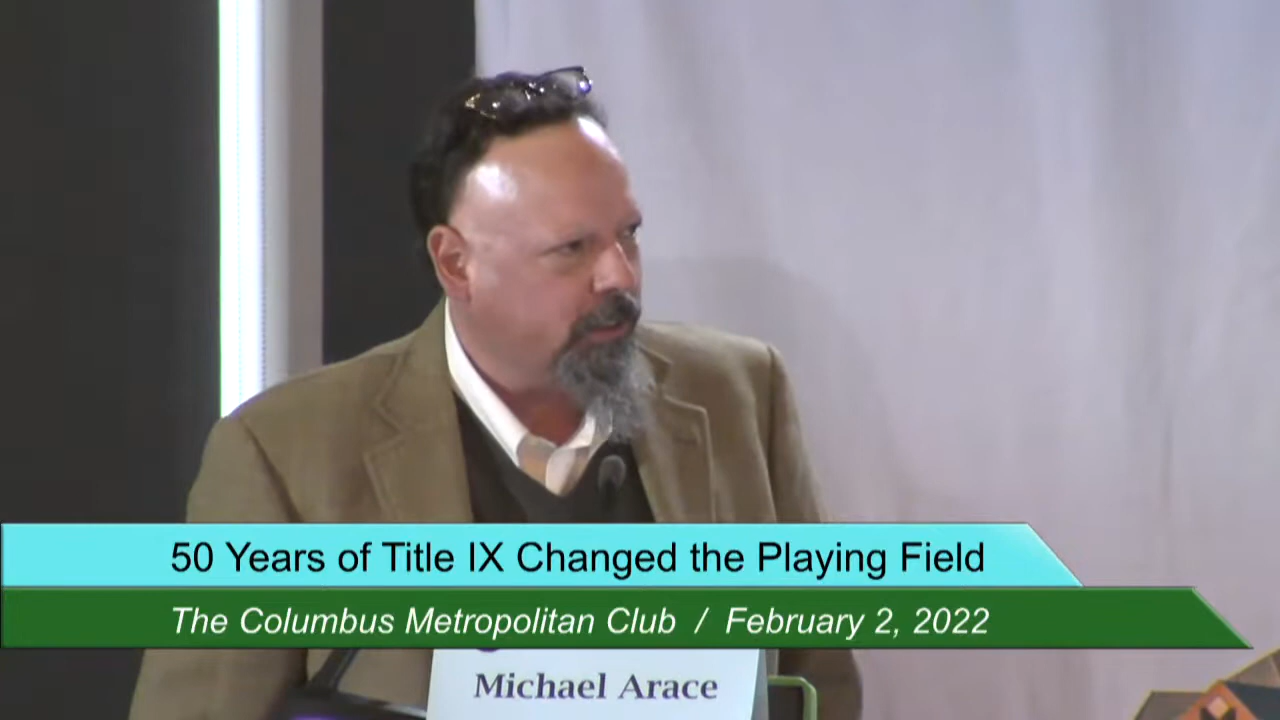 50 Years of Title IX Changed the Playing Field
The Columbus Metropolitan Club / February 2, 2022
Michael Arace